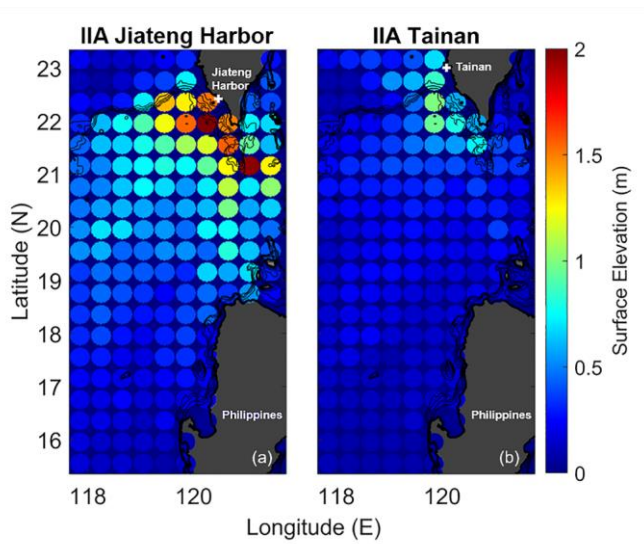 IIA Jiateng Harbor
IIA Tainan
Jiateng
Harbor
Tainan
Philippines
Philippines
(a)
(b)
23
22
21
20
19
18
17
16
118
120
118
120
2
1.5
1
0.5
0
Latitude (N)
Longitude (E)
Surface Elevation (m)